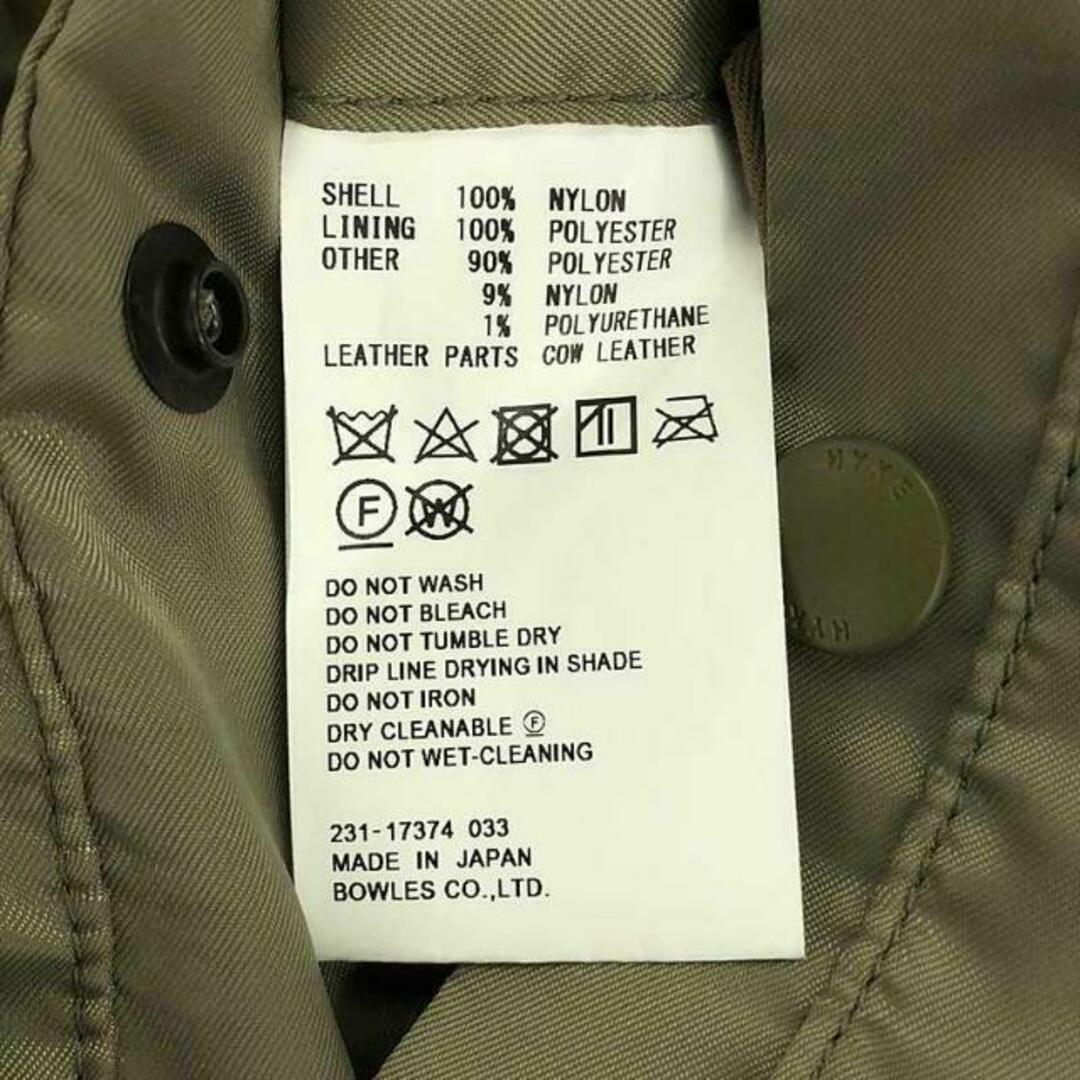 SHELL 100% NYLON
LINING 100% POLYESTER
OTHER 90% POLYESTER
9% NYLON
1% POLYURETHANE
LEATHER PARTS COW LEATHER
F W
DO NOT WASH
DO NOT BLEACH
DO NOT TUMBLE DRY
DRIP LINE DRYING IN SHADE
DO NOT IRON
DRY CLEANABLE Ⓕ
DO NOT WET-CLEANING
231-17374 033
MADE IN JAPAN
BOWLES CO.,LTD.
HYKE